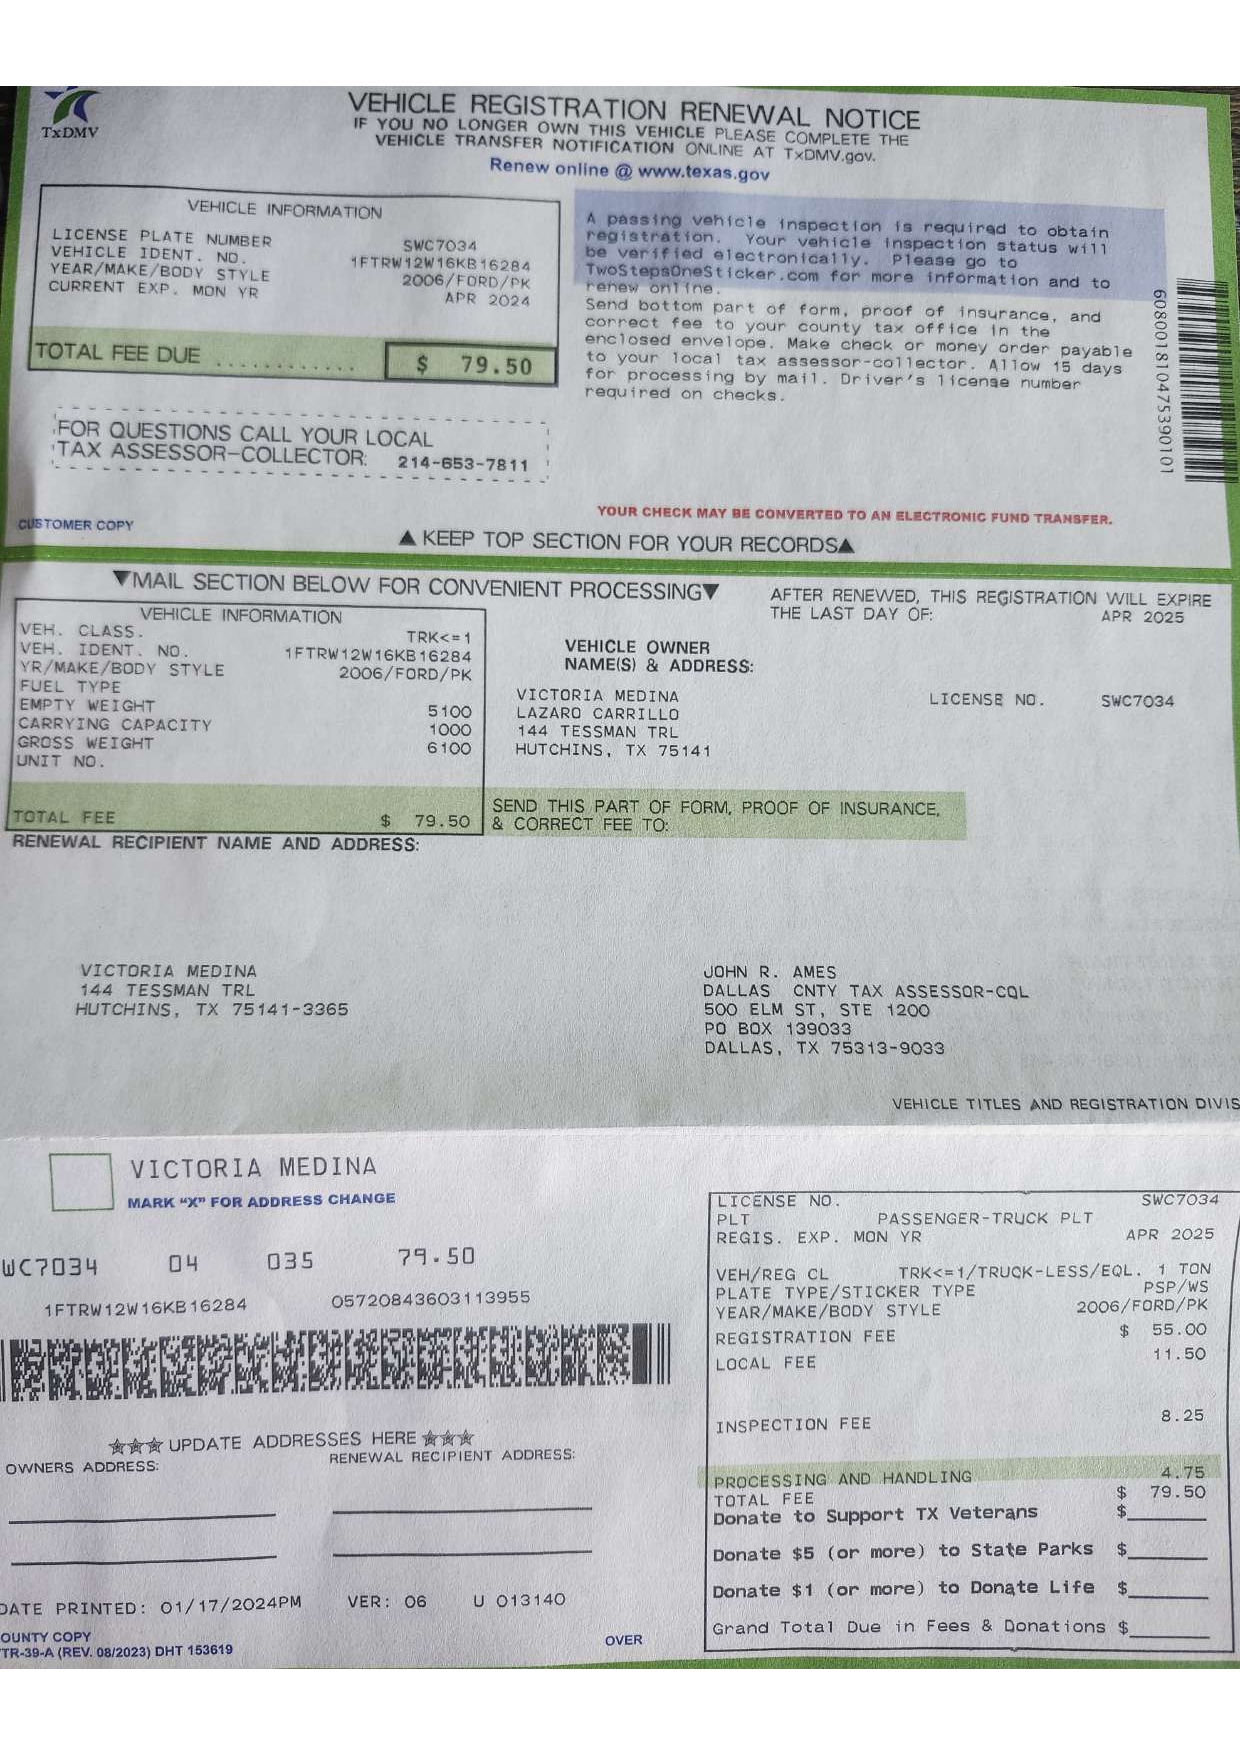 TxDMV
VEHICLE REGISTRATION RENEWAL NOTICE
IF YOU NO LONGER OWN THIS VEHICLE PLEASE COMPLETE THE
VEHICLE TRANSFER NOTIFICATION ONLINE AT TxDMV.gov.
Renew online @ www.texas.gov
VEHICLE INFORMATION
LICENSE PLATE NUMBER SWC7034
VEHICLE IDENT. NO. 1FTRW12W16KB16284
YEAR/MAKE/BODY STYLE 2006/FORD/PK
CURRENT EXP. MON YR APR 2024
TOTAL FEE DUE ............ $ 79.50
A passing vehicle inspection is required to obtain
registration. Your vehicle inspection status will
be verified electronically. Please go to
TwoStepsOneSticker.com for more information and to
renew online.
Send bottom part of form, proof of insurance, and
correct fee to your county tax office in the
enclosed envelope. Make check or money order payable
to your local tax assessor-collector. Allow 15 days
for processing by mail. Driver's license number
required on checks.
608001810475390101
FOR QUESTIONS CALL YOUR LOCAL
TAX ASSESSOR-COLLECTOR: 214-653-7811
YOUR CHECK MAY BE CONVERTED TO AN ELECTRONIC FUND TRANSFER.
CUSTOMER COPY
▲ KEEP TOP SECTION FOR YOUR RECORDS▲
▼MAIL SECTION BELOW FOR CONVENIENT PROCESSING▼
AFTER RENEWED, THIS REGISTRATION WILL EXPIRE
THE LAST DAY OF: APR 2025
VEHICLE INFORMATION
VEH. CLASS. TRK<=1
VEH. IDENT. NO. 1FTRW12W16KB16284
YR/MAKE/BODY STYLE 2006/FORD/PK
FUEL TYPE
EMPTY WEIGHT 5100
CARRYING CAPACITY 1000
GROSS WEIGHT 6100
UNIT NO.
TOTAL FEE $ 79.50
VEHICLE OWNER
NAME(S) & ADDRESS:
VICTORIA MEDINA
LAZARO CARRILLO
144 TESSMAN TRL
HUTCHINS, TX 75141
LICENSE NO. SWC7034
SEND THIS PART OF FORM, PROOF OF INSURANCE,
& CORRECT FEE TO:
RENEWAL RECIPIENT NAME AND ADDRESS:
VICTORIA MEDINA
144 TESSMAN TRL
HUTCHINS, TX 75141-3365
JOHN R. AMES
DALLAS CNTY TAX ASSESSOR-COL
500 ELM ST, STE 1200
PO BOX 139033
DALLAS, TX 75313-9033
VEHICLE TITLES AND REGISTRATION DIVIS
VICTORIA MEDINA
MARK "X" FOR ADDRESS CHANGE
WC7034 04 035 79.50
1FTRW12W16KB16284 05720843603113955
☆☆☆ UPDATE ADDRESSES HERE ☆☆☆
OWNERS ADDRESS: RENEWAL RECIPIENT ADDRESS:
DATE PRINTED: 01/17/2024PM VER: 06 U 013140
OUNTY COPY
TR-39-A (REV. 08/2023) DHT 153619
OVER
LICENSE NO. SWC7034
PLT PASSENGER-TRUCK PLT
REGIS. EXP. MON YR APR 2025
VEH/REG CL TRK<=1/TRUCK-LESS/EQL. 1 TON
PLATE TYPE/STICKER TYPE PSP/WS
YEAR/MAKE/BODY STYLE 2006/FORD/PK
REGISTRATION FEE $ 55.00
LOCAL FEE 11.50
INSPECTION FEE 8.25
PROCESSING AND HANDLING 4.75
TOTAL FEE $ 79.50
Donate to Support TX Veterans $
Donate $5 (or more) to State Parks $
Donate $1 (or more) to Donate Life $
Grand Total Due in Fees & Donations $